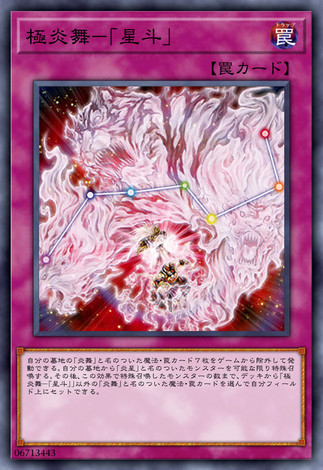 極炎舞－「星斗」
トラップ
罠
【罠カード】
自分の墓地の「炎舞」と名のついた魔法・罠カード７枚をゲームから除外して発
動できる。自分の墓地から「炎星」と名のついたモンスターを可能な限り特殊召
喚する。その後、この効果で特殊召喚したモンスターの数まで、デッキから「極
炎舞－「星斗」」以外の「炎舞」と名のついた魔法・罠カードを選んで自分フィール
ド上にセットできる。
06713443